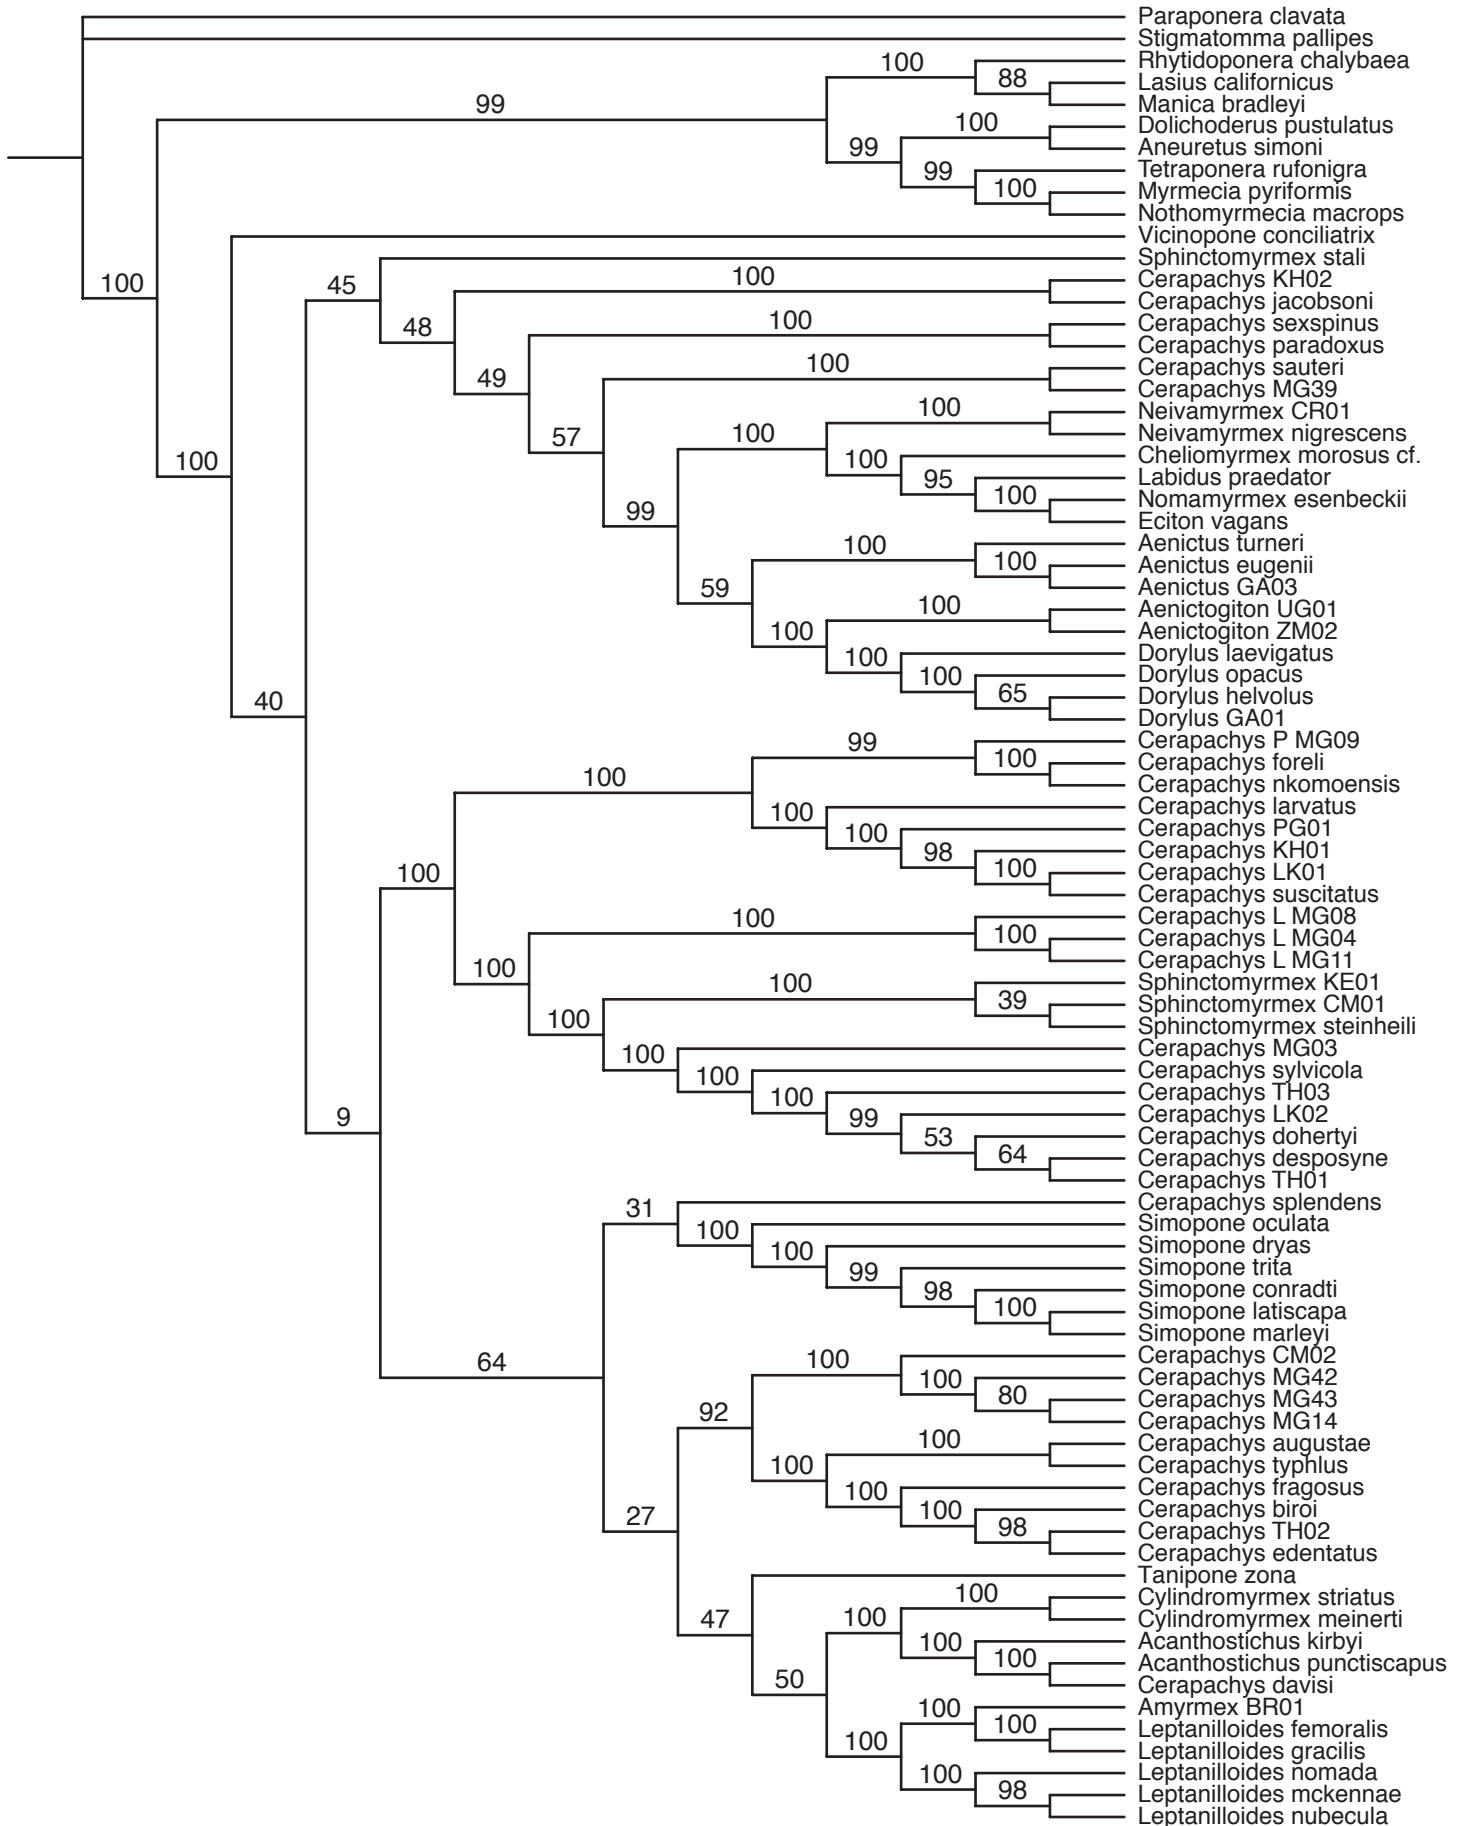 Paraponera clavata
Stigmatomma pallipes
Rhytidoponera chalybaea
100
Lasius californicus
88
Manica bradleyi
99
Dolichoderus pustulatus
100
Aneuretus simoni
99
Tetraponera rufonigra
99
Myrmecia pyriformis
100
Nothomyrmecia macrops
Vicinopone conciliatrix
Sphinctomyrmex stali
Cerapachys KH02
100
100
45
Cerapachys jacobsoni
Cerapachys sexspinus
100
48
Cerapachys paradoxus
Cerapachys sauteri
100
49
Cerapachys MG39
Neivamyrmex CR01
100
Neivamyrmex nigrescens
100
57
Cheliomyrmex morosus cf.
100
100
Labidus praedator
95
Nomamyrmex esenbeckii
100
Eciton vagans
99
Aenictus turneri
100
Aenictus eugenii
100
Aenictus GA03
59
Aenictogiton UG01
100
Aenictogiton ZM02
100
Dorylus laevigatus
100
Dorylus opacus
100
Dorylus helvolus
65
Dorylus GA01
40
Cerapachys P MG09
99
Cerapachys foreli
100
Cerapachys nkomoensis
100
Cerapachys larvatus
100
Cerapachys PG01
100
Cerapachys KH01
98
Cerapachys LK01
100
100
Cerapachys suscitatus
Cerapachys L MG08
100
Cerapachys L MG04
100
Cerapachys L MG11
100
Sphinctomyrmex KE01
100
Sphinctomyrmex CM01
39
Sphinctomyrmex steinheili
100
Cerapachys MG03
100
Cerapachys sylvicola
100
Cerapachys TH03
100
Cerapachys LK02
99
9
Cerapachys dohertyi
53
Cerapachys desposyne
64
Cerapachys TH01
Cerapachys splendens
31
Simopone oculata
100
Simopone dryas
100
Simopone trita
99
Simopone conradti
98
Simopone latiscapa
100
Simopone marleyi
Cerapachys CM02
100
64
Cerapachys MG42
100
Cerapachys MG43
80
Cerapachys MG14
92
Cerapachys augustae
100
Cerapachys typhlus
100
Cerapachys fragosus
100
Cerapachys biroi
100
27
Cerapachys TH02
98
Cerapachys edentatus
Tanipone zona
Cylindromyrmex striatus
100
Cylindromyrmex meinerti
100
47
Acanthostichus kirbyi
100
Acanthostichus punctiscapus
100
Cerapachys davisi
50
Amyrmex BR01
100
Leptanilloides femoralis
100
Leptanilloides gracilis
100
Leptanilloides nomada
100
Leptanilloides mckennae
98
Leptanilloides nubecula